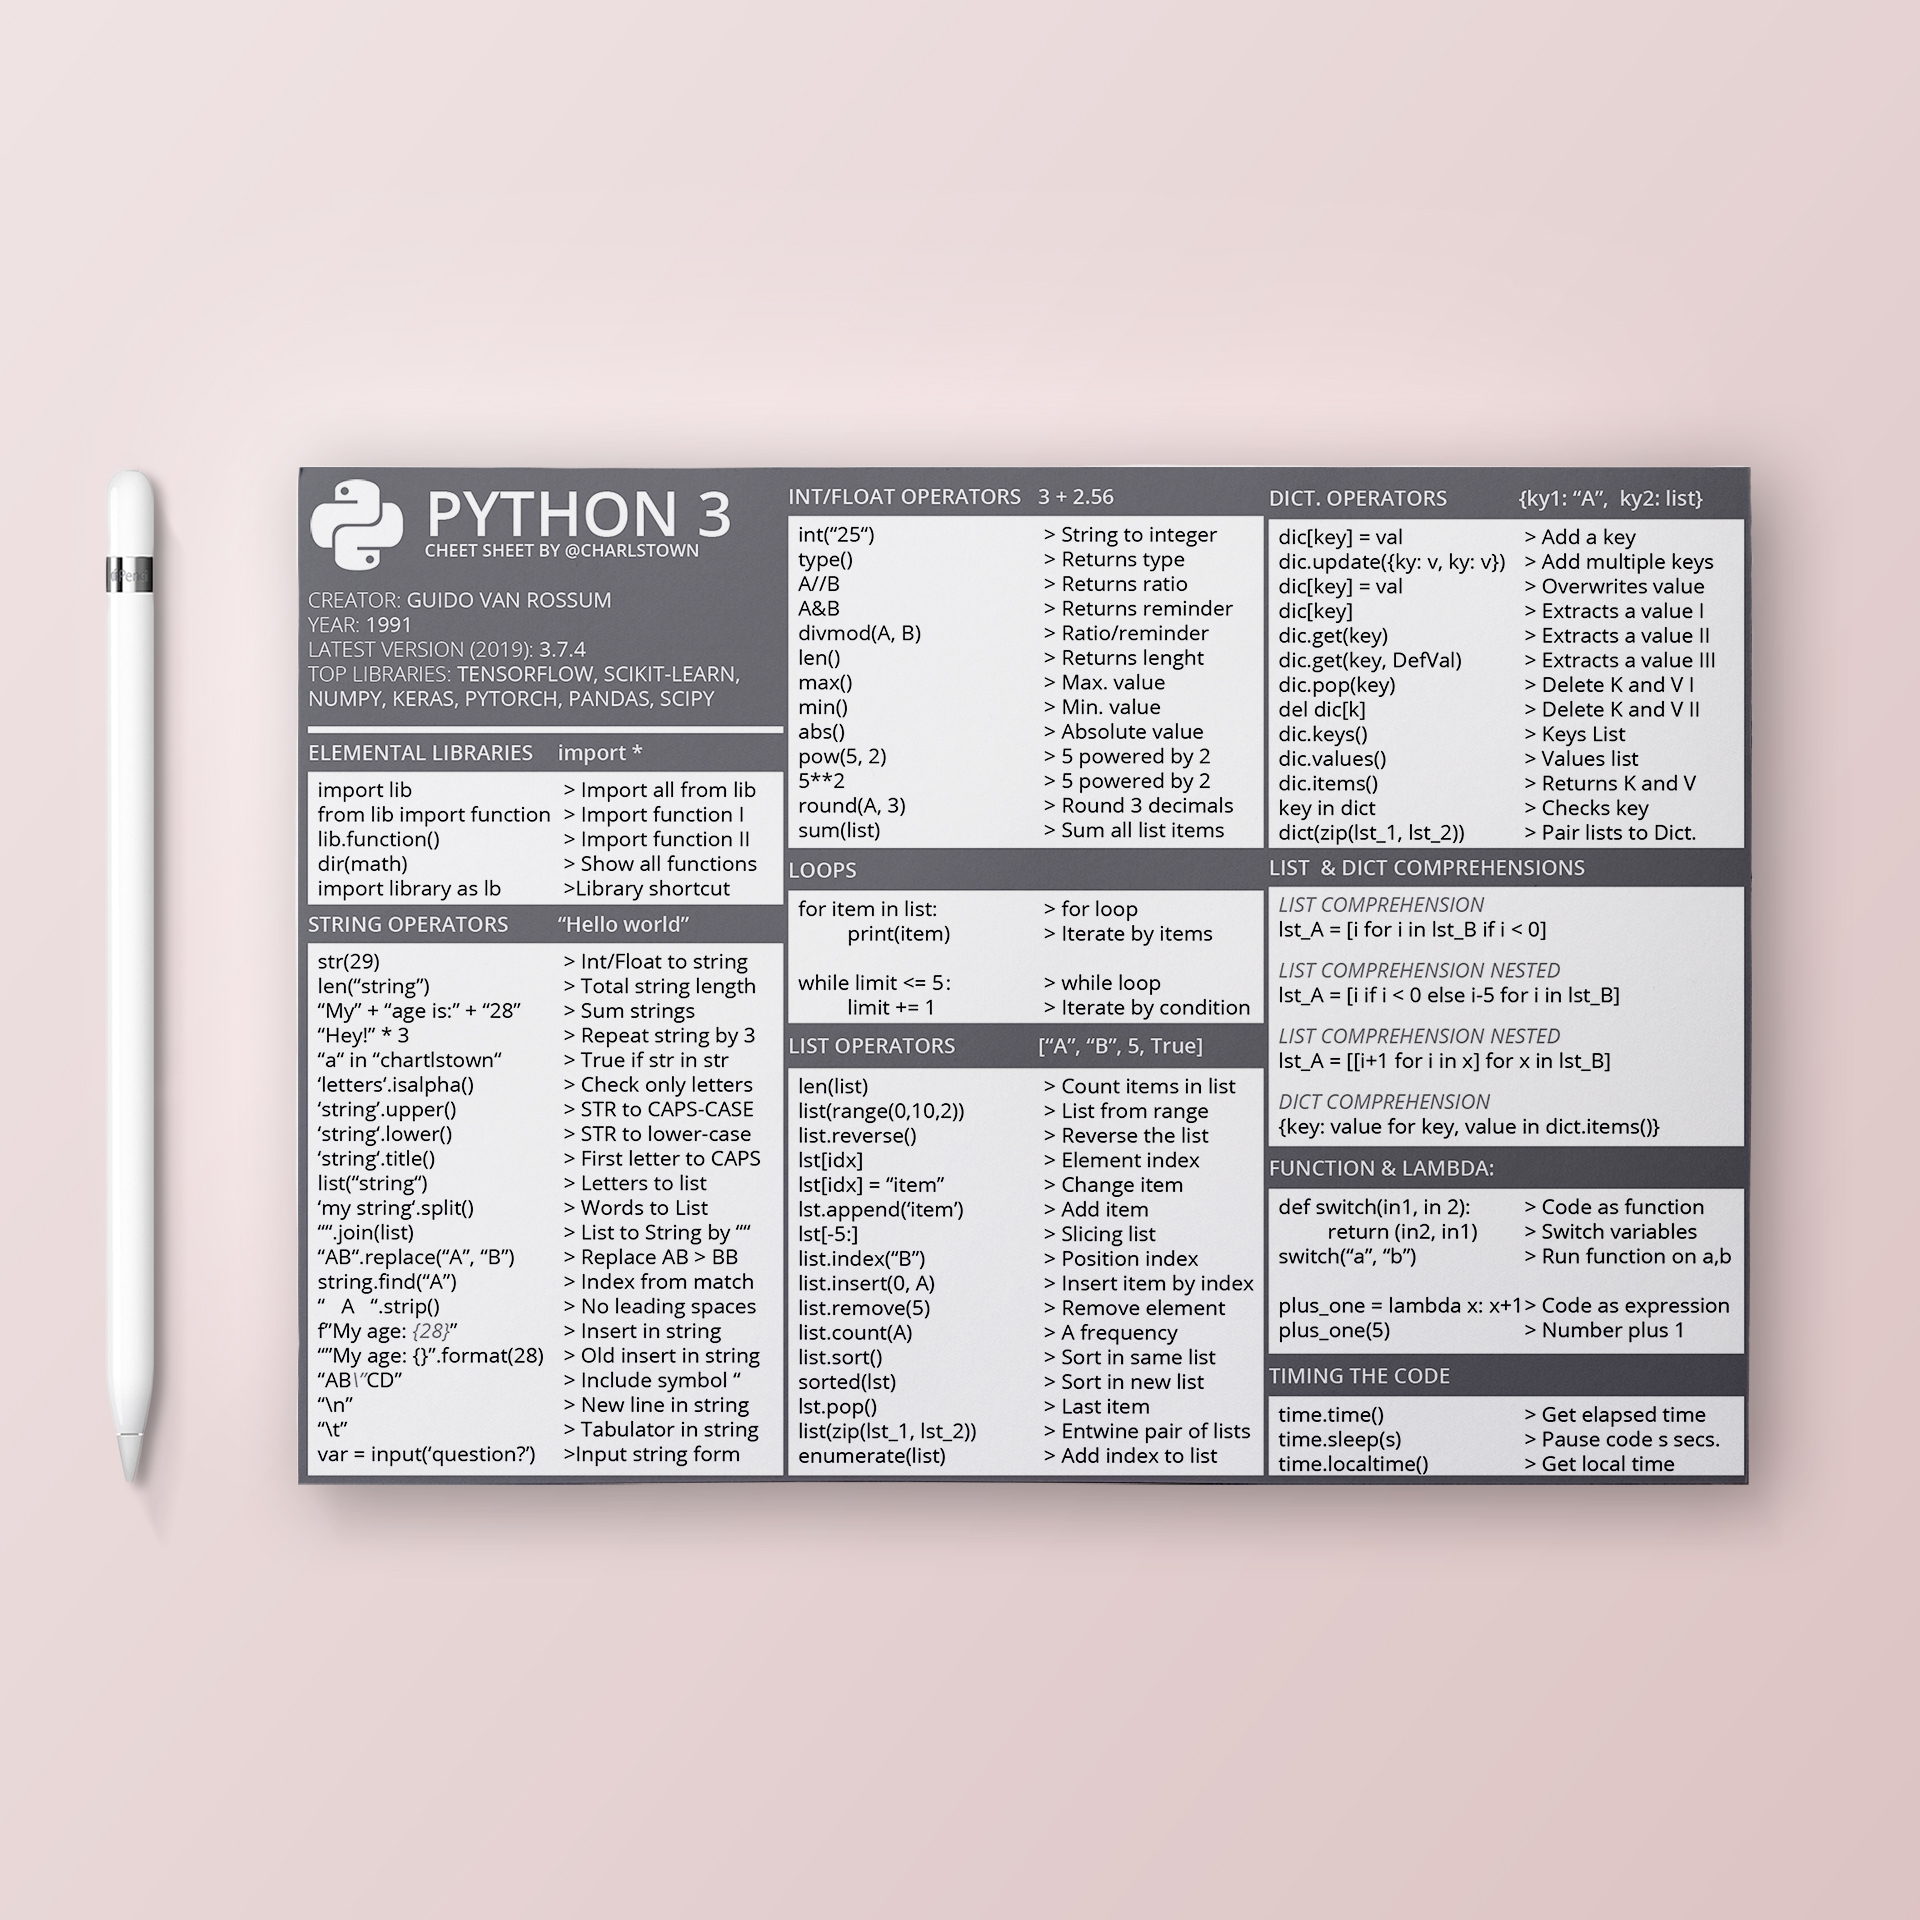 PYTHON 3
CHEET SHEET BY @CHARLSTOWN
CREATOR: GUIDO VAN ROSSUM
YEAR: 1991
LATEST VERSION (2019): 3.7.4
TOP LIBRARIES: TENSORFLOW, SCIKIT-LEARN,
NUMPY, KERAS, PYTORCH, PANDAS, SCIPY
ELEMENTAL LIBRARIES import *
import lib > Import all from lib
from lib import function > Import function I
lib.function() > Import function II
dir(math) > Show all functions
import library as lb >Library shortcut
STRING OPERATORS “Hello world”
str(29) > Int/Float to string
len(“string”) > Total string length
“My” + “age is:” + “28” > Sum strings
“Hey!” * 3 > Repeat string by 3
“a“ in “chartlstown“ > True if str in str
‘letters‘.isalpha() > Check only letters
‘string‘.upper() > STR to CAPS-CASE
‘string‘.lower() > STR to lower-case
‘string‘.title() > First letter to CAPS
list(“string“) > Letters to list
‘my string‘.split() > Words to List
““.join(list) > List to String by ““
“AB“.replace(“A”, “B”) > Replace AB > BB
string.find(“A”) > Index from match
“ A “.strip() > No leading spaces
f”My age: {28}” > Insert in string
“”My age: {}”.format(28) > Old insert in string
“AB\”CD” > Include symbol “
“\n” > New line in string
“\t” > Tabulator in string
var = input(‘question?’) >Input string form
INT/FLOAT OPERATORS 3 + 2.56
int(“25“) > String to integer
type() > Returns type
A//B > Returns ratio
A&B > Returns reminder
divmod(A, B) > Ratio/reminder
len() > Returns lenght
max() > Max. value
min() > Min. value
abs() > Absolute value
pow(5, 2) > 5 powered by 2
5**2 > 5 powered by 2
round(A, 3) > Round 3 decimals
sum(list) > Sum all list items
LOOPS
for item in list: > for loop
print(item) > Iterate by items
while limit <= 5: > while loop
limit += 1 > Iterate by condition
LIST OPERATORS [“A”, “B”, 5, True]
len(list) > Count items in list
list(range(0,10,2)) > List from range
list.reverse() > Reverse the list
lst[idx] > Element index
lst[idx] = “item” > Change item
lst.append(‘item’) > Add item
lst[-5:] > Slicing list
list.index(“B”) > Position index
list.insert(0, A) > Insert item by index
list.remove(5) > Remove element
list.count(A) > A frequency
list.sort() > Sort in same list
sorted(lst) > Sort in new list
lst.pop() > Last item
list(zip(lst_1, lst_2)) > Entwine pair of lists
enumerate(list) > Add index to list
DICT. OPERATORS {ky1: “A”, ky2: list}
dic[key] = val > Add a key
dic.update({ky: v, ky: v}) > Add multiple keys
dic[key] = val > Overwrites value
dic[key] > Extracts a value I
dic.get(key) > Extracts a value II
dic.get(key, DefVal) > Extracts a value III
dic.pop(key) > Delete K and V I
del dic[k] > Delete K and V II
dic.keys() > Keys List
dic.values() > Values list
dic.items() > Returns K and V
key in dict > Checks key
dict(zip(lst_1, lst_2)) > Pair lists to Dict.
LIST & DICT COMPREHENSIONS
LIST COMPREHENSION
lst_A = [i for i in lst_B if i < 0]
LIST COMPREHENSION NESTED
lst_A = [i if i < 0 else i-5 for i in lst_B]
LIST COMPREHENSION NESTED
lst_A = [[i+1 for i in x] for x in lst_B]
DICT COMPREHENSION
{key: value for key, value in dict.items()}
FUNCTION & LAMBDA:
def switch(in1, in 2): > Code as function
return (in2, in1) > Switch variables
switch(“a”, “b”) > Run function on a,b
plus_one = lambda x: x+1 > Code as expression
plus_one(5) > Number plus 1
TIMING THE CODE
time.time() > Get elapsed time
time.sleep(s) > Pause code s secs.
time.localtime() > Get local time